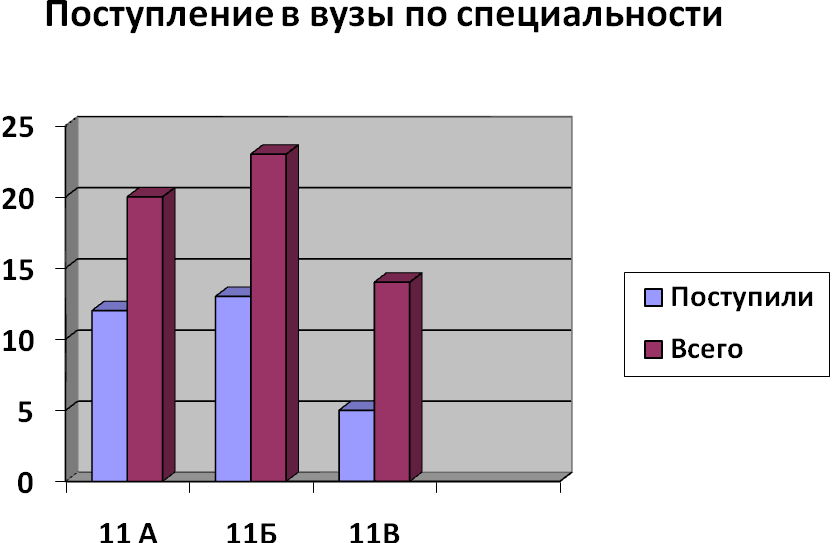 Поступление в вузы по специальности
25
20
15
10
5
0
11 А 11Б 11В
Поступили
Всего